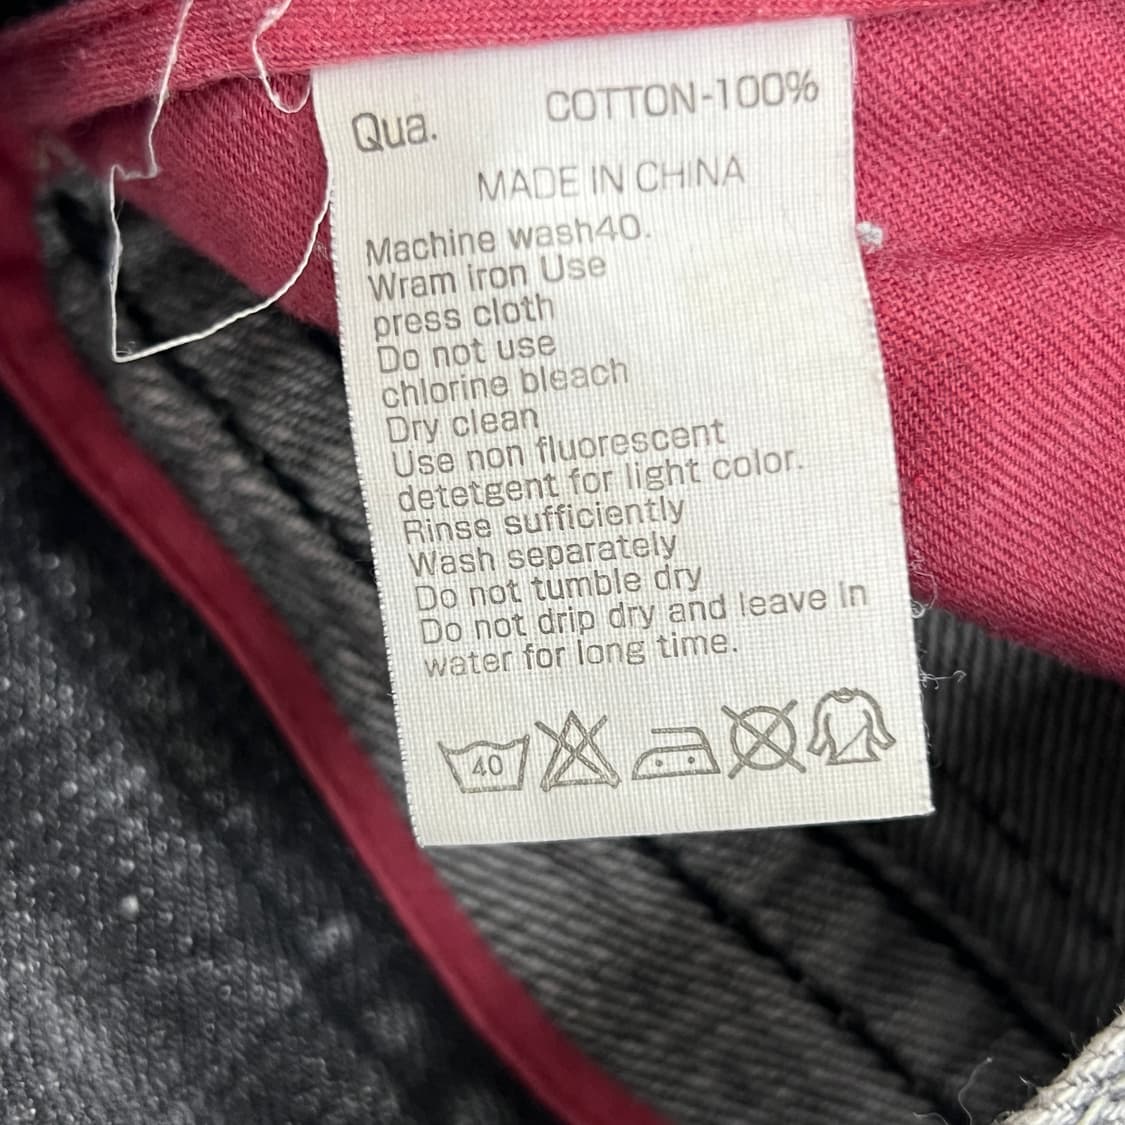 Qua. COTTON-100%
MADE IN CHINA
Machine wash40.
Wram iron Use
press cloth
Do not use
chlorine bleach
Dry clean
Use non fluorescent
detetgent for light color.
Rinse sufficiently
Wash separately
Do not tumble dry
Do not drip dry and leave in
water for long time.
40